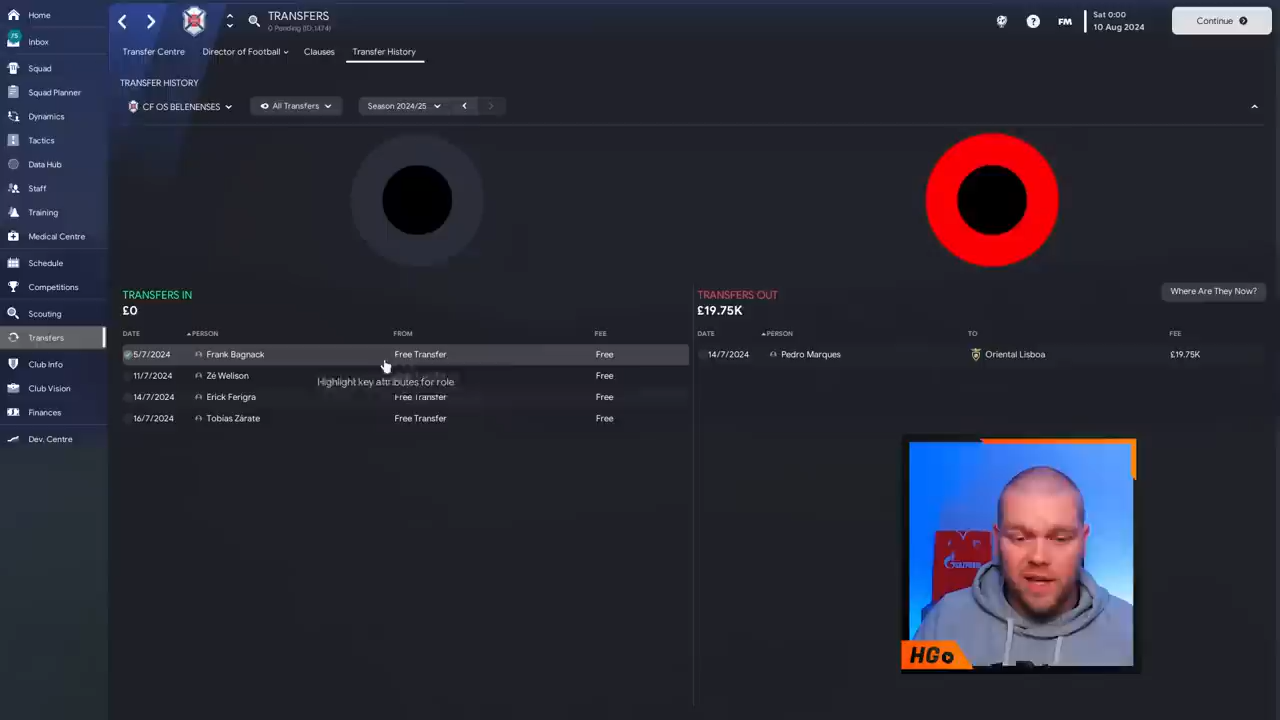 Home
TRANSFERS
0 Pending (ID:1,474)
FM
Sat 0:00
10 Aug 2024
Continue
75
Inbox
Transfer Centre
Director of Football
Clauses
Transfer History
Squad
Squad Planner
Dynamics
Tactics
Data Hub
Staff
Training
Medical Centre
Schedule
Competitions
Scouting
Transfers
Club Info
Club Vision
Finances
Dev. Centre
TRANSFER HISTORY
CF OS BELENENSES
All Transfers
Season 2024/25
TRANSFERS IN
£0
DATE PERSON FROM FEE
5/7/2024 Frank Bagnack Free Transfer Free
11/7/2024 Zé Welison Free
Highlight key attributes for role
14/7/2024 Erick Ferigra Free Transfer Free
16/7/2024 Tobías Zárate Free Transfer Free
TRANSFERS OUT
£19.75K
Where Are They Now?
DATE PERSON TO FEE
14/7/2024 Pedro Marques Oriental Lisboa £19.75K
HG